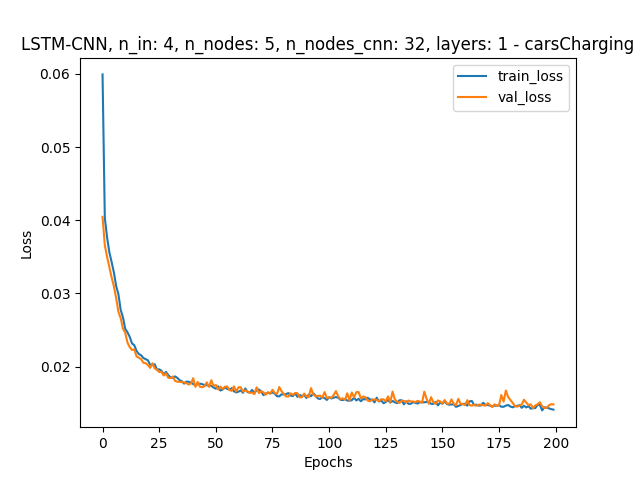 LSTM-CNN, n_in: 4, n_nodes: 5, n_nodes_cnn: 32, layers: 1 - carsCharging
train_loss
val_loss
0.06
0.05
0.04
0.03
0.02
Loss
0 25 50 75 100 125 150 175 200
Epochs